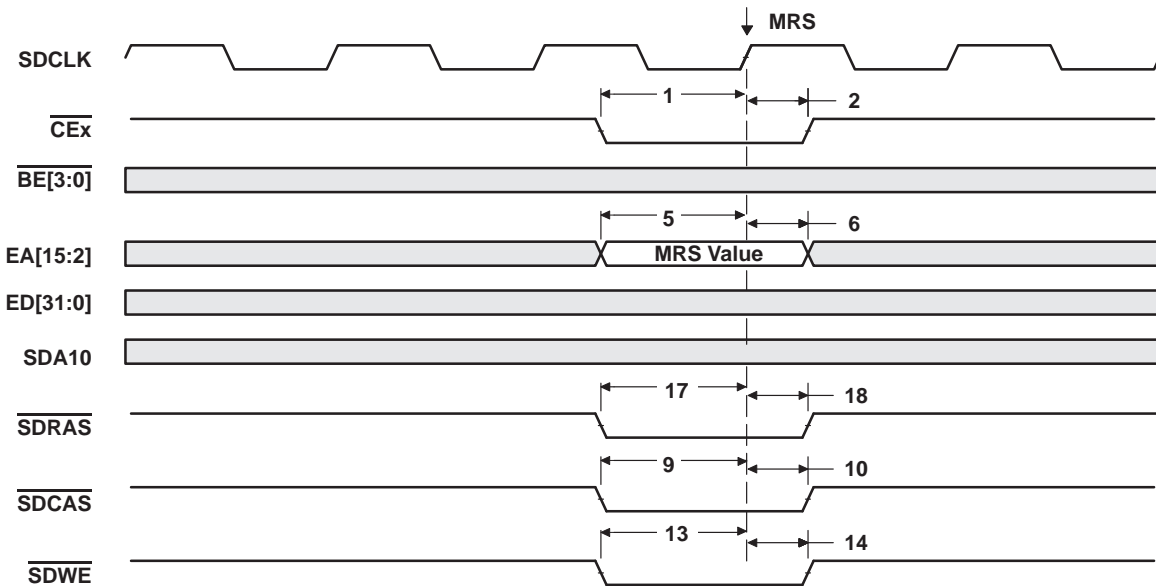 MRS
SDCLK
1 2
CEx
BE[3:0]
5 6
EA[15:2] MRS Value
ED[31:0]
SDA10
17 18
SDRAS
9 10
SDCAS
13 14
SDWE